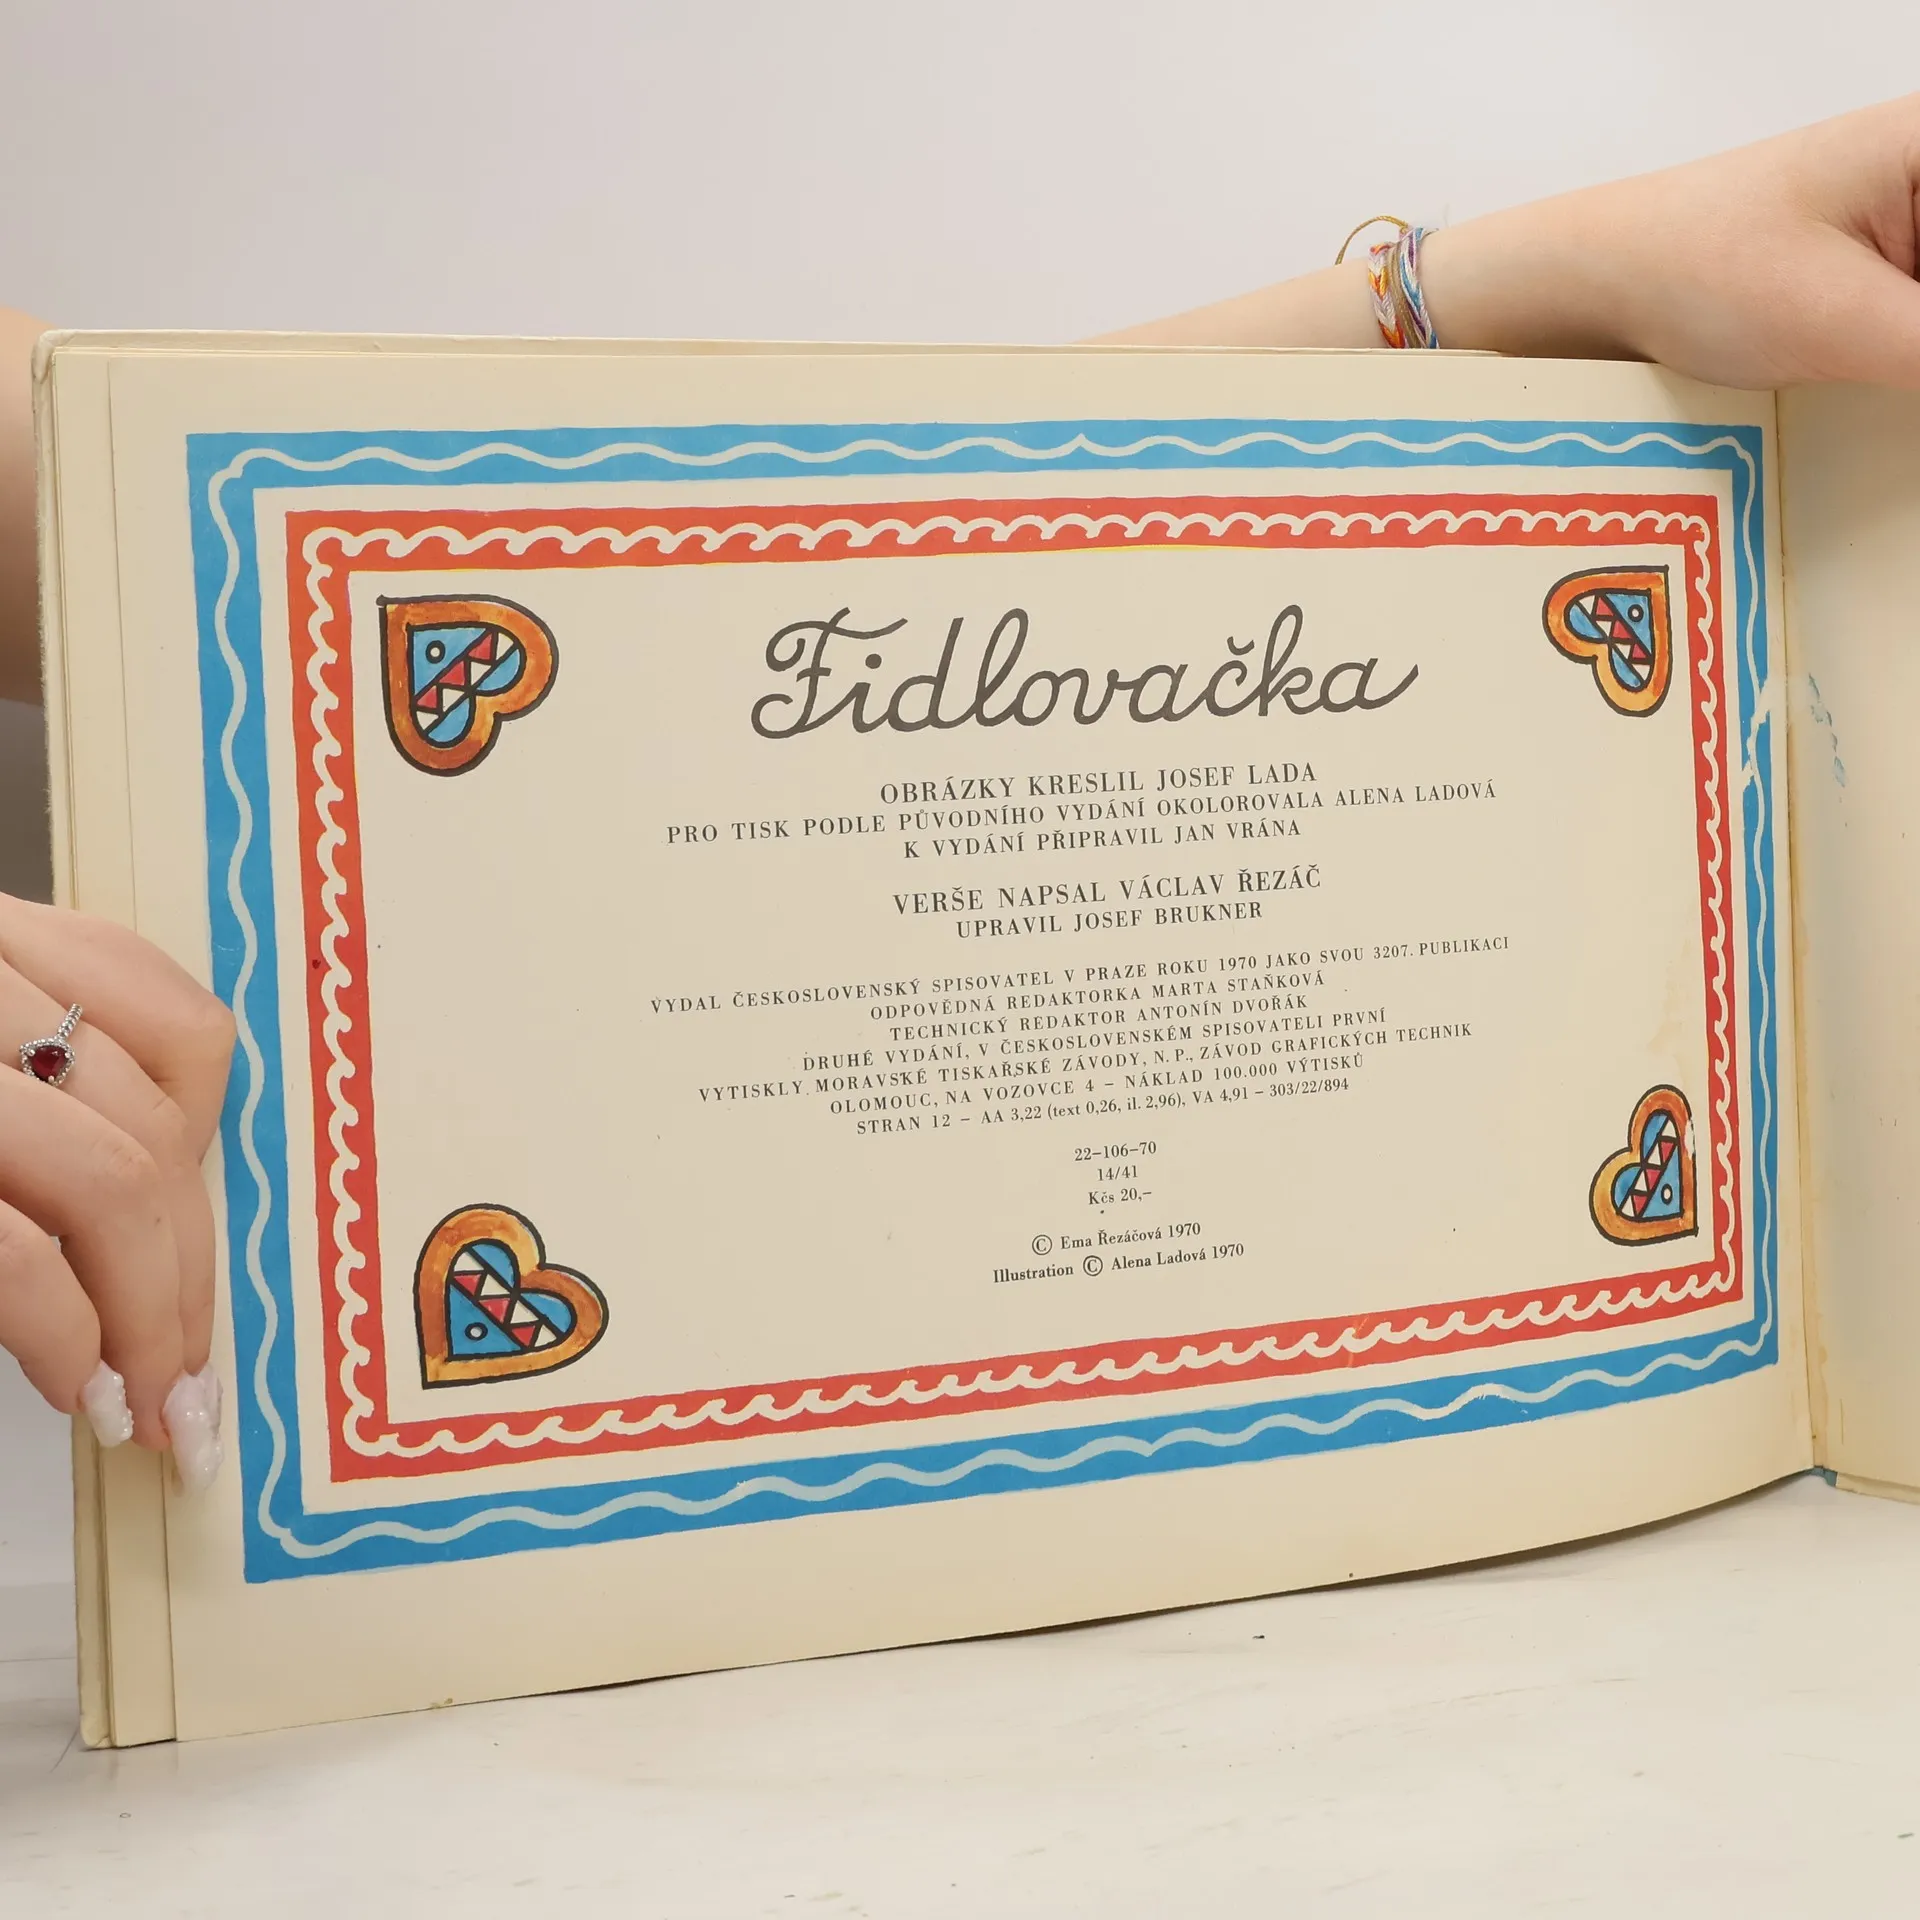 Fidlovačka
OBRÁZKY KRESLIL JOSEF LADA
PRO TISK PODLE PŮVODNÍHO VYDÁNÍ OKOLOROVALA ALENA LADOVÁ
K VYDÁNÍ PŘIPRAVIL JAN VRÁNA
VERŠE NAPSAL VÁCLAV ŘEZÁČ
UPRAVIL JOSEF BRUKNER
VYDAL ČESKOSLOVENSKÝ SPISOVATEL V PRAZE ROKU 1970 JAKO SVOU 3207. PUBLIKACI
ODPOVĚDNÁ REDAKTORKA MARTA STAŇKOVÁ
TECHNICKÝ REDAKTOR ANTONÍN DVOŘÁK
DRUHÉ VYDÁNÍ, V ČESKOSLOVENSKÉM SPISOVATELI PRVNÍ
VYTISKLY MORAVSKÉ TISKAŘSKÉ ZÁVODY, N. P., ZÁVOD GRAFICKÝCH TECHNIK
OLOMOUC, NA VOZOVCE 4 – NÁKLAD 100.000 VÝTISKŮ
STRAN 12 – AA 3,22 (text 0,26, il. 2,96), VA 4,91 – 303/22/894
22–106–70
14/41
Kčs 20,–
© Ema Řezáčová 1970
Illustration © Alena Ladová 1970